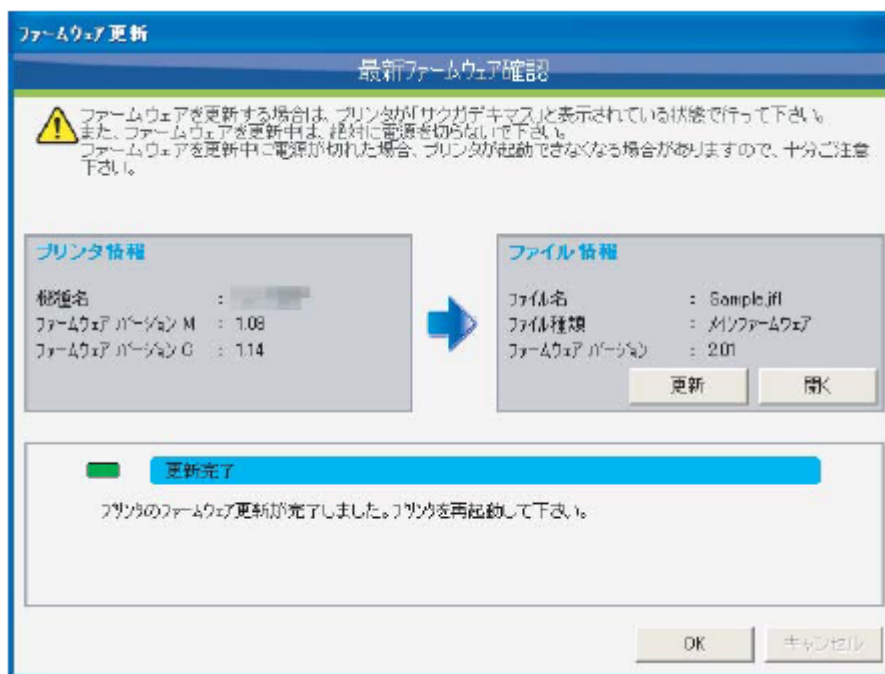 ファームウェア更新
最新ファームウェア確認
ファームウェアを更新する場合は、プリンタが「サクガデキマス」と表示されている状態で行って下さい。
また、ファームウェアを更新中は、絶対に電源を切らないで下さい。
ファームウェアを更新中に電源が切れた場合、プリンタが起動できなくなる場合がありますので、十分ご注意
下さい。
プリンタ情報
機種名 :
ファームウェア バージョン M : 1.08
ファームウェア バージョン G : 1.14
ファイル情報
ファイル名 : Sample.jfl
ファイル種類 : メインファームウェア
ファームウェア バージョン : 2.01
更新 開く
更新完了
プリンタのファームウェア更新が完了しました。プリンタを再起動して下さい。
OK キャンセル